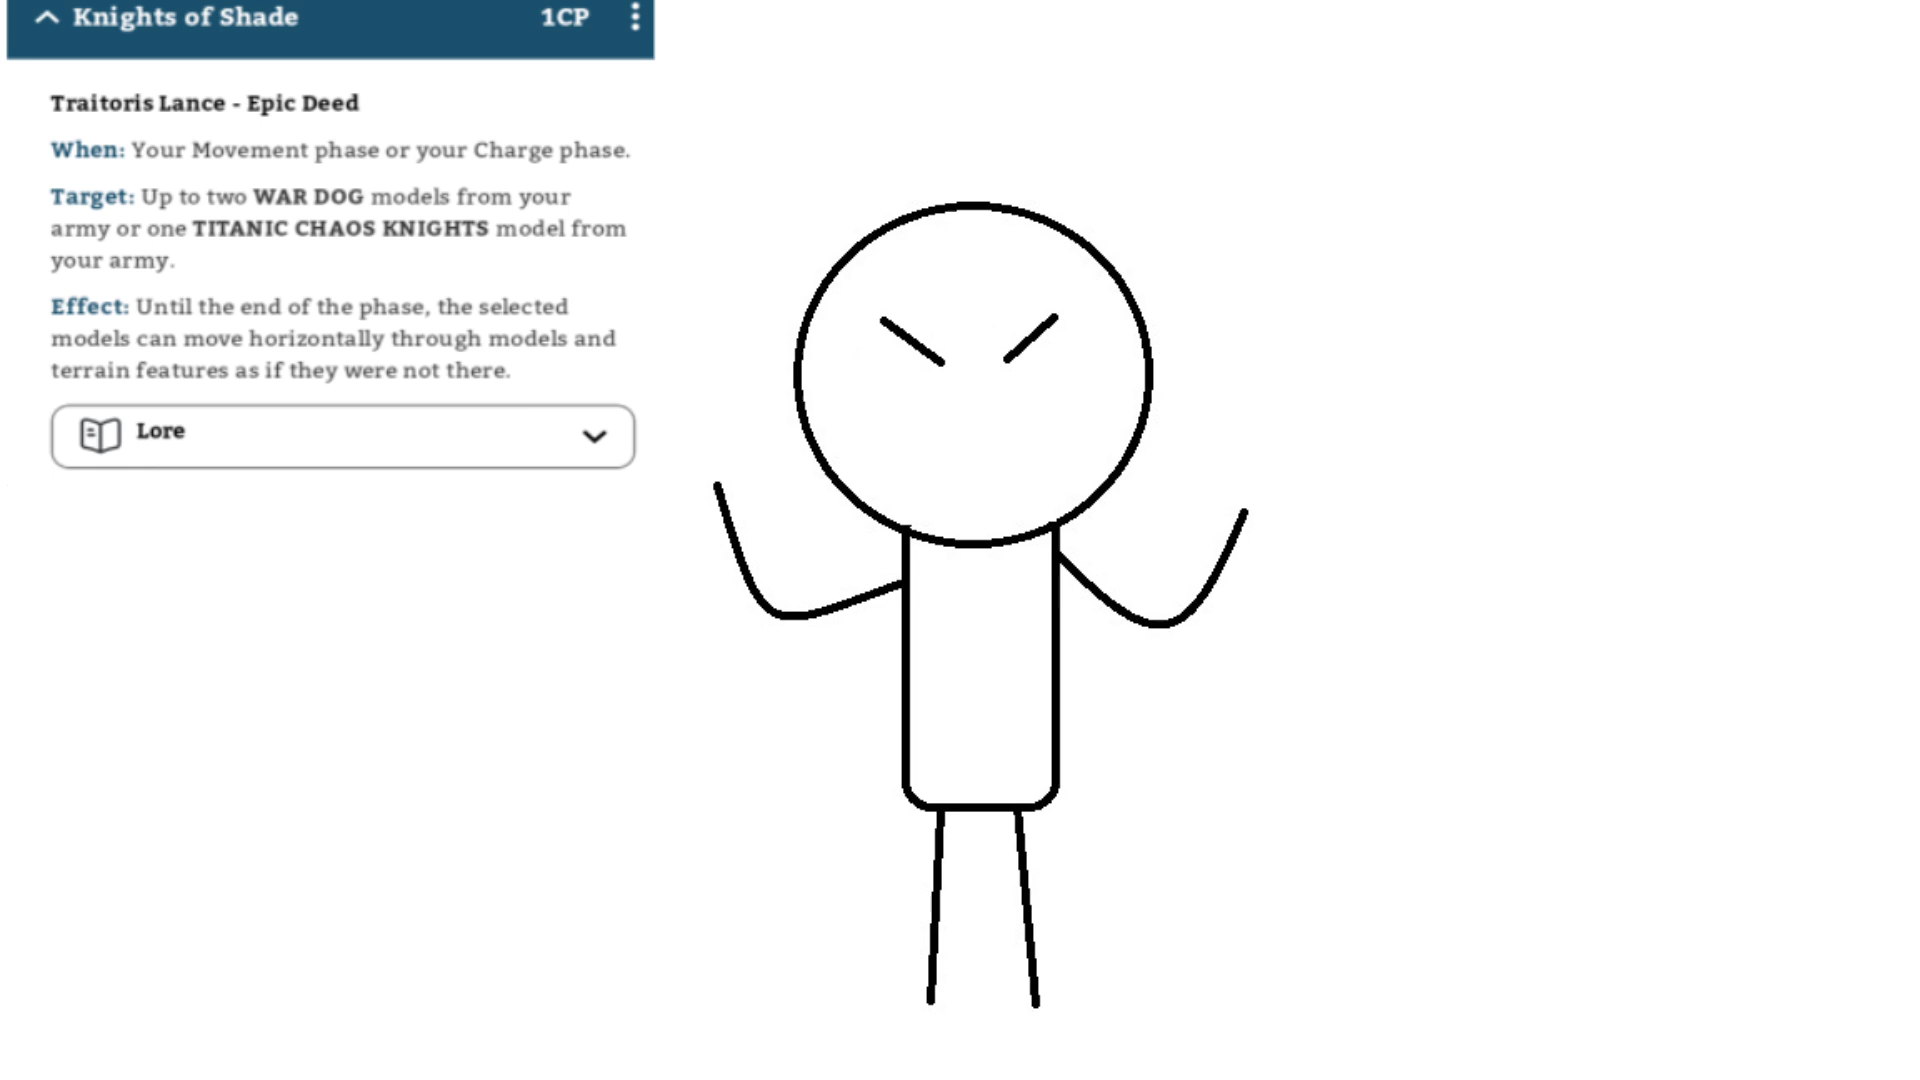 Knights of Shade 1CP
Traitoris Lance - Epic Deed
When: Your Movement phase or your Charge phase.
Target: Up to two WAR DOG models from your
army or one TITANIC CHAOS KNIGHTS model from
your army.
Effect: Until the end of the phase, the selected
models can move horizontally through models and
terrain features as if they were not there.
Lore